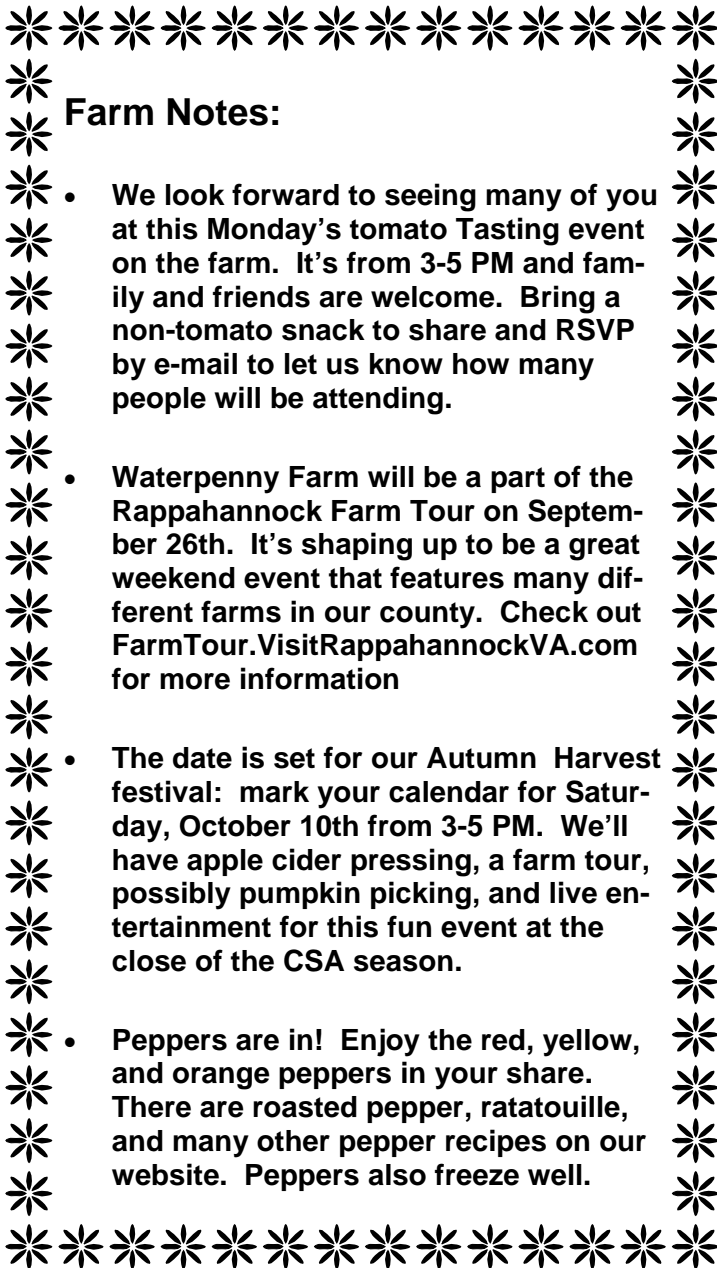 Farm Notes:
• We look forward to seeing many of you
at this Monday’s tomato Tasting event
on the farm.  It’s from 3-5 PM and fam-
ily and friends are welcome.  Bring a
non-tomato snack to share and RSVP
by e-mail to let us know how many
people will be attending.
• Waterpenny Farm will be a part of the
Rappahannock Farm Tour on Septem-
ber 26th.  It’s shaping up to be a great
weekend event that features many dif-
ferent farms in our county.  Check out
FarmTour.VisitRappahannockVA.com
for more information
• The date is set for our Autumn  Harvest
festival:  mark your calendar for Satur-
day, October 10th from 3-5 PM.  We’ll
have apple cider pressing, a farm tour,
possibly pumpkin picking, and live en-
tertainment for this fun event at the
close of the CSA season.
• Peppers are in!  Enjoy the red, yellow,
and orange peppers in your share.
There are roasted pepper, ratatouille,
and many other pepper recipes on our
website.  Peppers also freeze well.